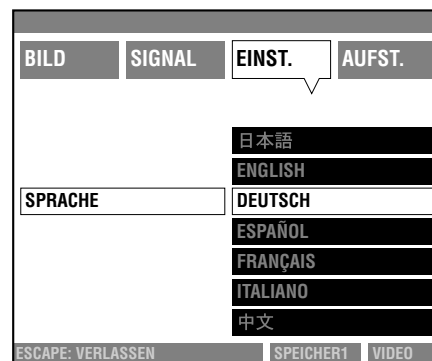 BILD SIGNAL EINST. AUFST.
日本語
ENGLISH
SPRACHE DEUTSCH
ESPAÑOL
FRANÇAIS
ITALIANO
中文
ESCAPE: VERLASSEN SPEICHER1 VIDEO